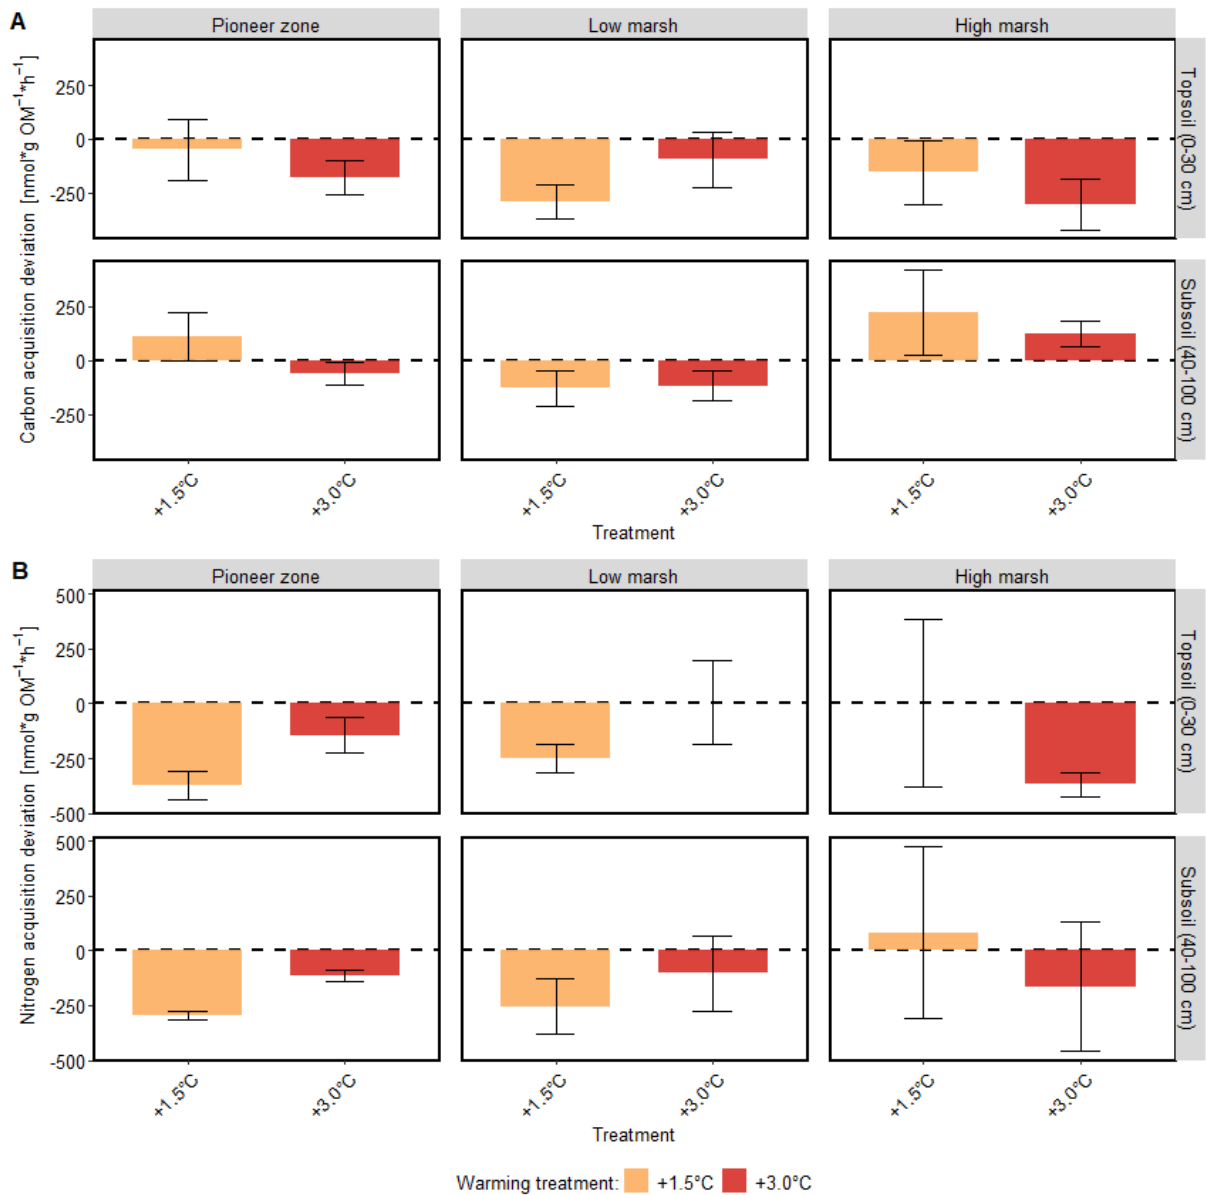 A
Pioneer zone
Low marsh
High marsh
Carbon acquisition deviation [nmol*g OM⁻¹*h⁻¹]
250
0
-250
Topsoil (0-30 cm)
250
0
-250
Subsoil (40-100 cm)
+1.5°C
+3.0°C
+1.5°C
+3.0°C
+1.5°C
+3.0°C
Treatment
B
Pioneer zone
Low marsh
High marsh
Nitrogen acquisition deviation [nmol*g OM⁻¹*h⁻¹]
500
250
0
-250
-500
Topsoil (0-30 cm)
500
250
0
-250
-500
Subsoil (40-100 cm)
+1.5°C
+3.0°C
+1.5°C
+3.0°C
+1.5°C
+3.0°C
Treatment
Warming treatment: +1.5°C +3.0°C